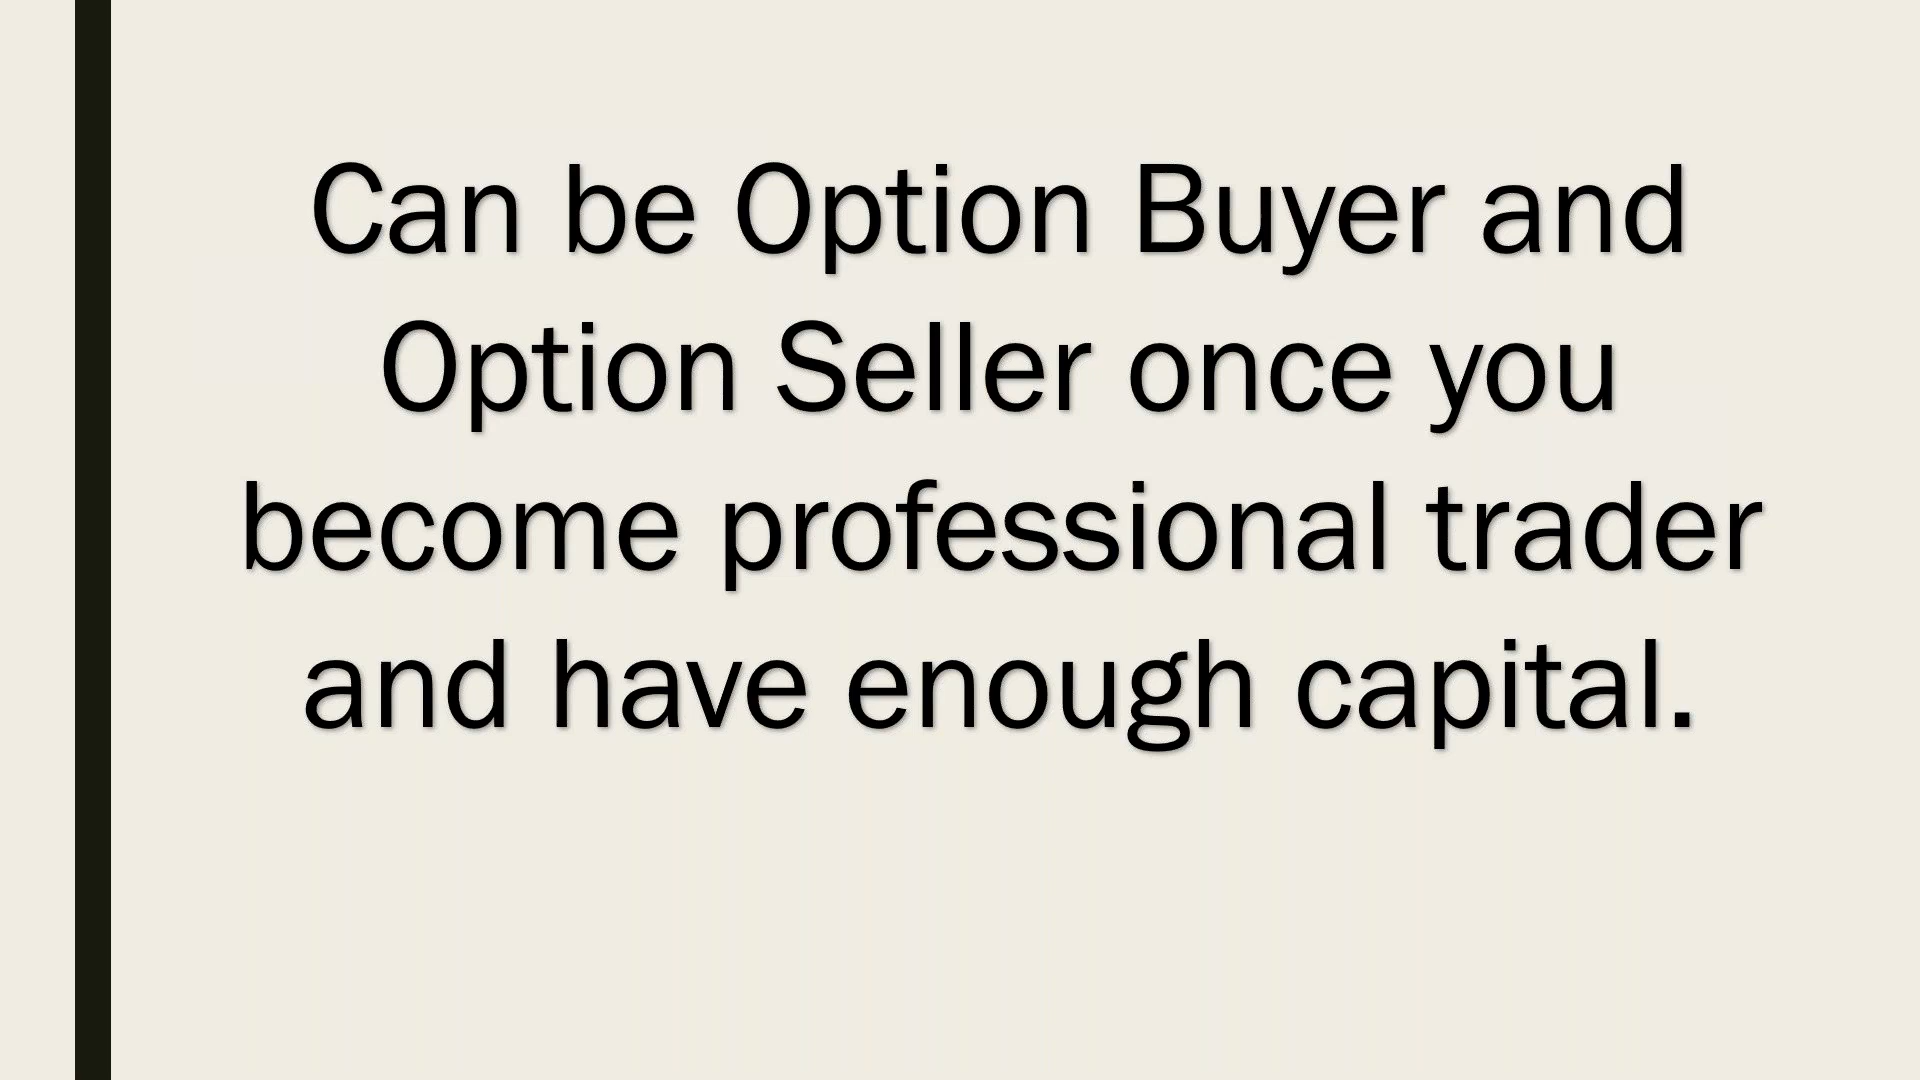 Can be Option Buyer and
Option Seller once you
become professional trader
and have enough capital.